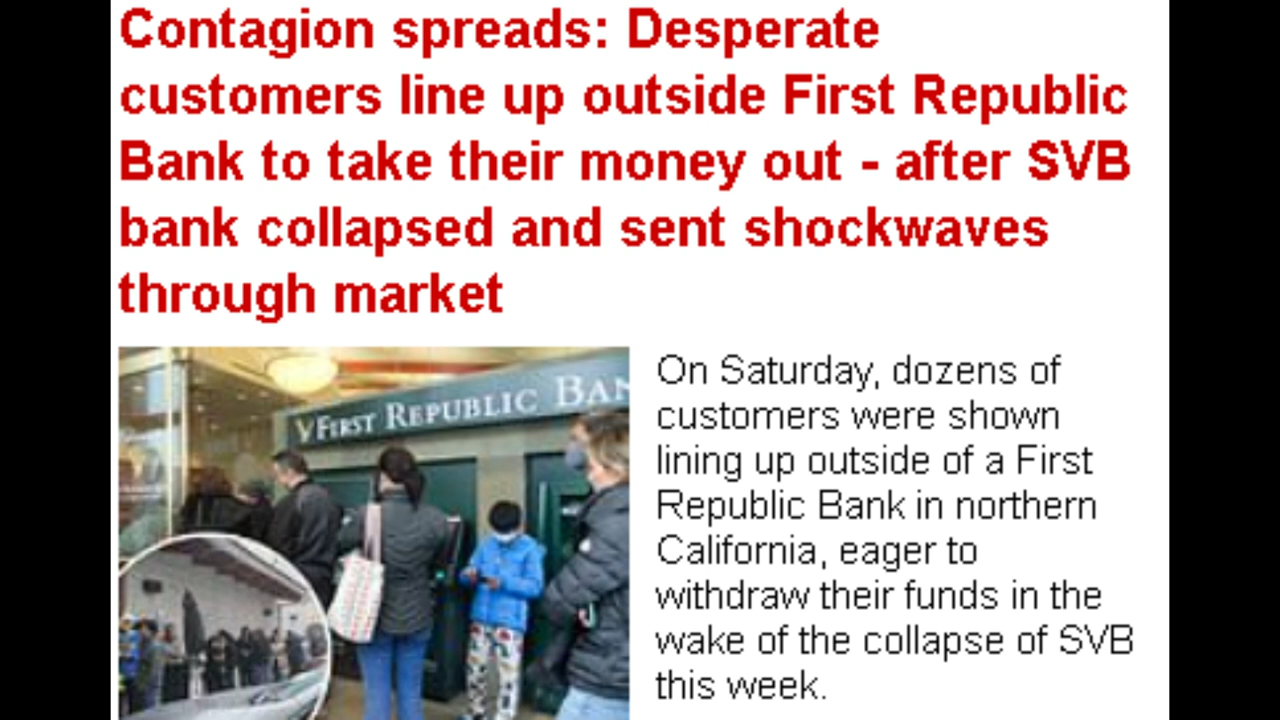 Contagion spreads: Desperate
customers line up outside First Republic
Bank to take their money out - after SVB
bank collapsed and sent shockwaves
through market
First Republic Ban
On Saturday, dozens of
customers were shown
lining up outside of a First
Republic Bank in northern
California, eager to
withdraw their funds in the
wake of the collapse of SVB
this week.